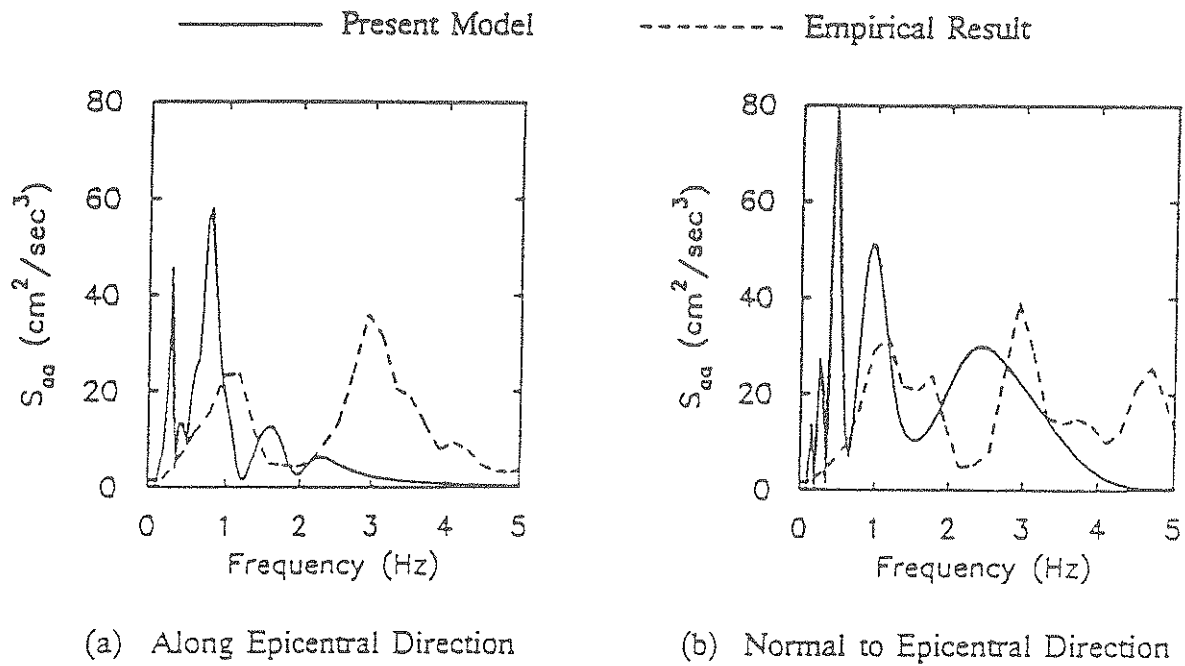 Present Model
Empirical Result
80
60
40
20
0
S_aa (cm²/sec³)
0 1 2 3 4 5
Frequency (Hz)
(a) Along Epicentral Direction
80
60
40
20
0
S_aa (cm²/sec³)
0 1 2 3 4 5
Frequency (Hz)
(b) Normal to Epicentral Direction